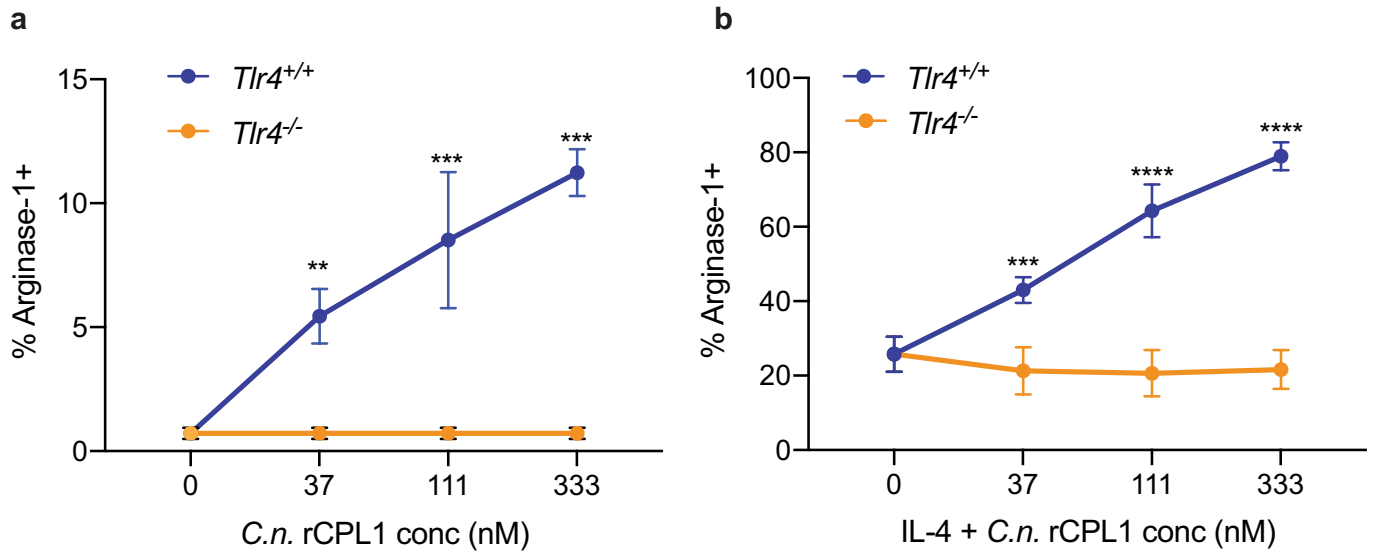 a
15
10
5
0
% Arginase-1+
Tlr4+/+
Tlr4-/-
**
***
***
0 37 111 333
C.n. rCPL1 conc (nM)
b
100
80
60
40
20
0
% Arginase-1+
Tlr4+/+
Tlr4-/-
***
****
****
0 37 111 333
IL-4 + C.n. rCPL1 conc (nM)